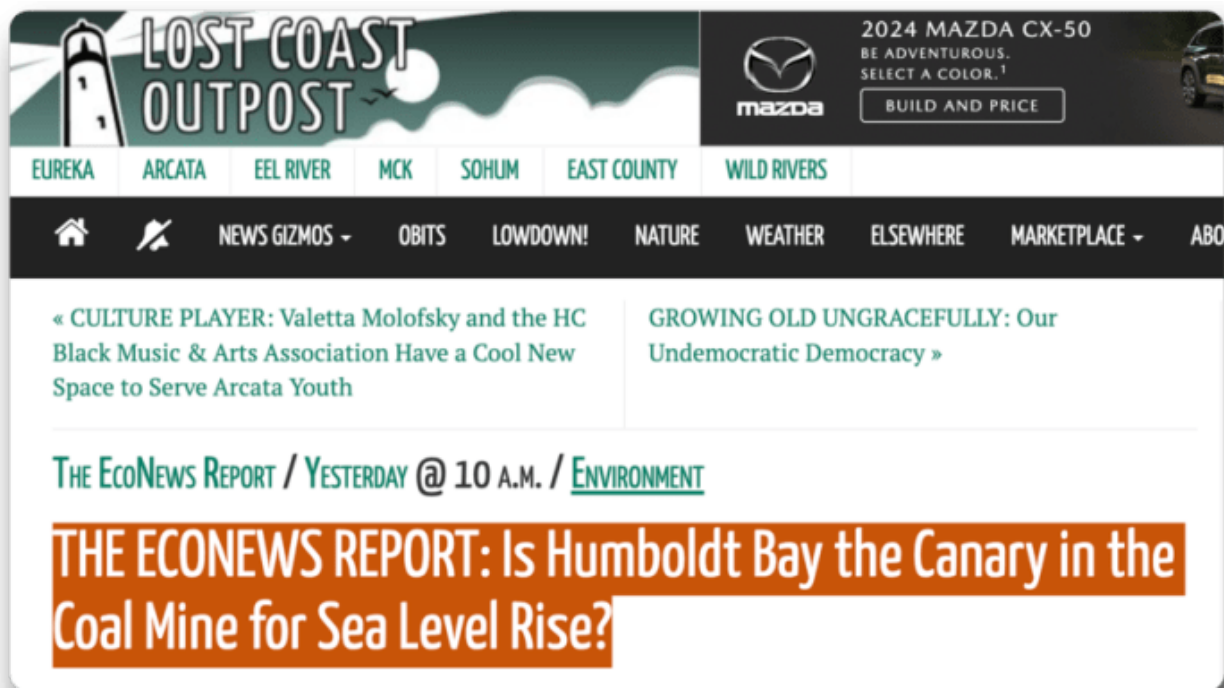 LOST COAST
OUTPOST
mazda
2024 MAZDA CX-50
BE ADVENTUROUS.
SELECT A COLOR.¹
BUILD AND PRICE
EUREKA ARCATA EEL RIVER MCK SOHUM EAST COUNTY WILD RIVERS
NEWS GIZMOS OBITS LOWDOWN! NATURE WEATHER ELSEWHERE MARKETPLACE ABO
« CULTURE PLAYER: Valetta Molofsky and the HC
Black Music & Arts Association Have a Cool New
Space to Serve Arcata Youth
GROWING OLD UNGRACEFULLY: Our
Undemocratic Democracy »
THE ECONEWS REPORT / YESTERDAY @ 10 A.M. / ENVIRONMENT
THE ECONEWS REPORT: Is Humboldt Bay the Canary in the
Coal Mine for Sea Level Rise?